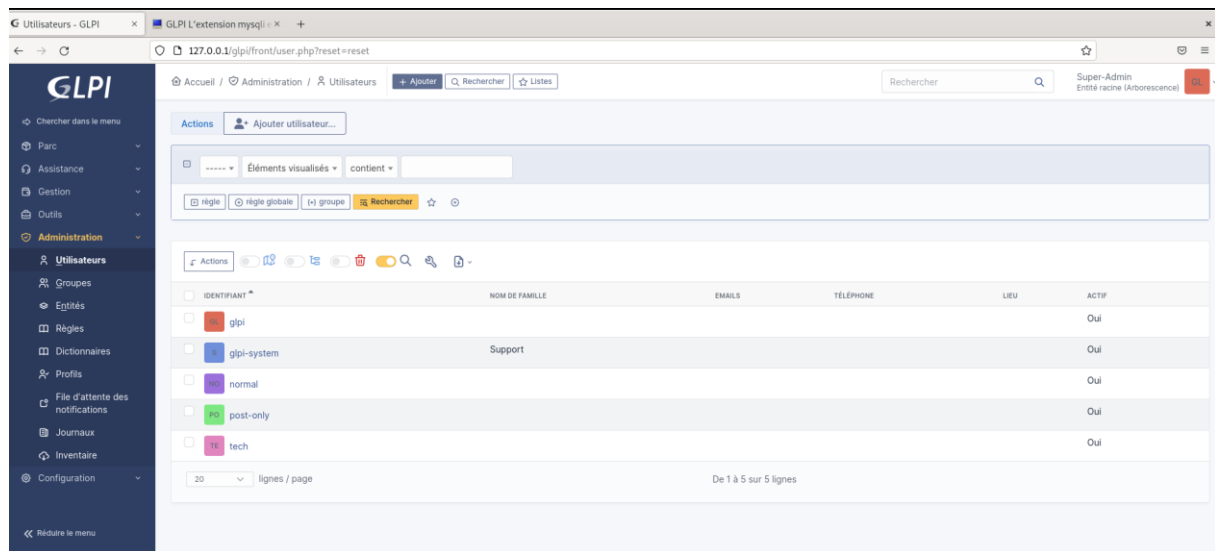 Utilisateurs - GLPI × GLPI L'extension mysqli × +
127.0.0.1/glpi/front/user.php?reset=reset
GLPI
Accueil / Administration / Utilisateurs + Ajouter Rechercher Listes Rechercher Super-Admin
Entité racine (Arborescence) GL
Chercher dans le menu
Parc
Assistance
Gestion
Outils
Administration
Utilisateurs
Groupes
Entités
Règles
Dictionnaires
Profils
File d'attente des
notifications
Journaux
Inventaire
Configuration
Réduire le menu
Actions Ajouter utilisateur...
----- Éléments visualisés contient
règle règle globale (+) groupe Rechercher
Actions
IDENTIFIANT NOM DE FAMILLE EMAILS TÉLÉPHONE LIEU ACTIF
GL glpi Oui
S glpi-system Support Oui
NO normal Oui
PO post-only Oui
TE tech Oui
20 lignes / page De 1 à 5 sur 5 lignes